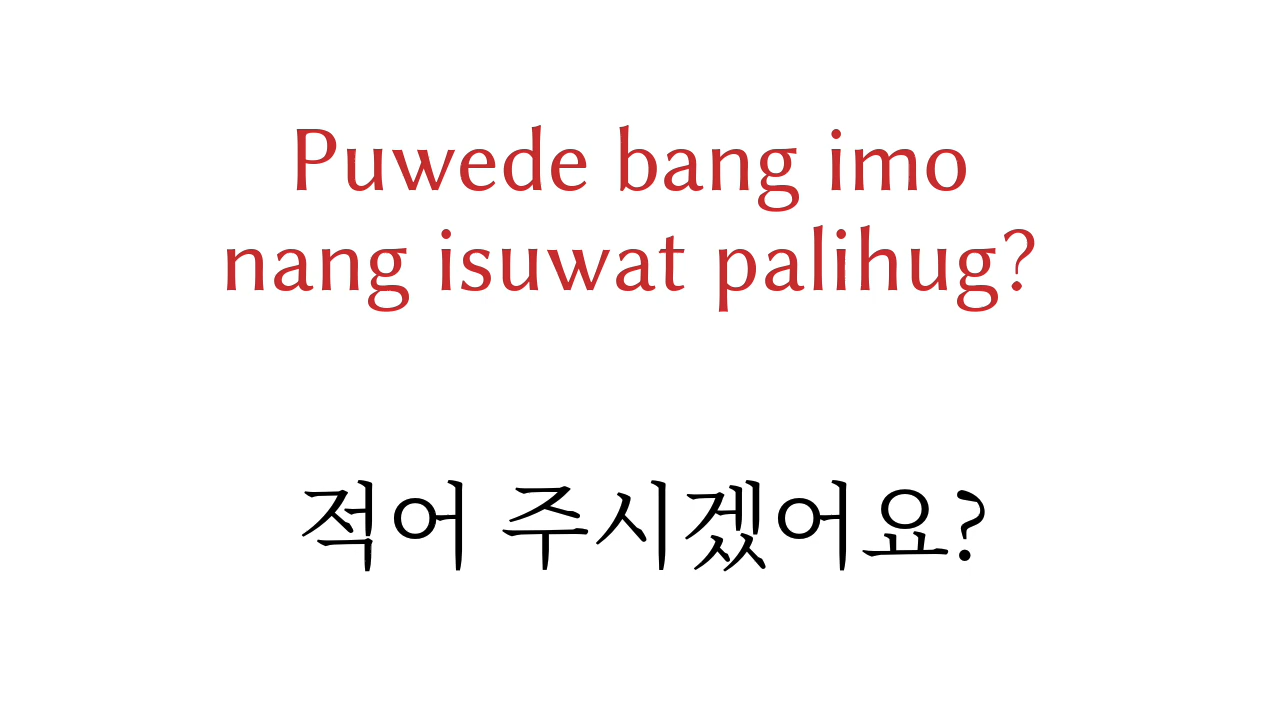 Puwede bang imo
nang isuwat palihug?
적어 주시겠어요?